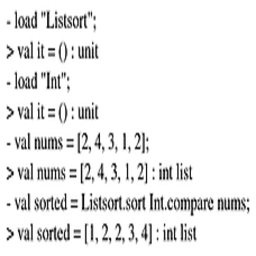 - load "Listsort";
> val it = () : unit
- load "Int";
> val it = () : unit
- val nums = [2, 4, 3, 1, 2];
> val nums = [2, 4, 3, 1, 2] : int list
- val sorted = Listsort.sort Int.compare nums;
> val sorted = [1, 2, 2, 3, 4] : int list